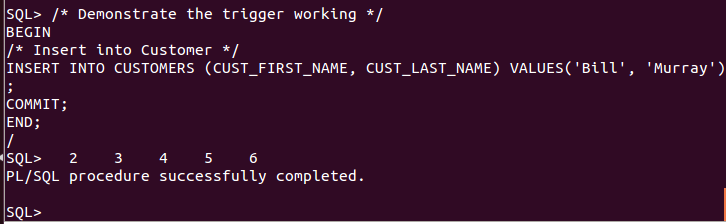 SQL> /* Demonstrate the trigger working */
BEGIN
/* Insert into Customer */
INSERT INTO CUSTOMERS (CUST_FIRST_NAME, CUST_LAST_NAME) VALUES('Bill', 'Murray')
;
COMMIT;
END;
/
SQL>   2    3    4    5    6
PL/SQL procedure successfully completed.
SQL>